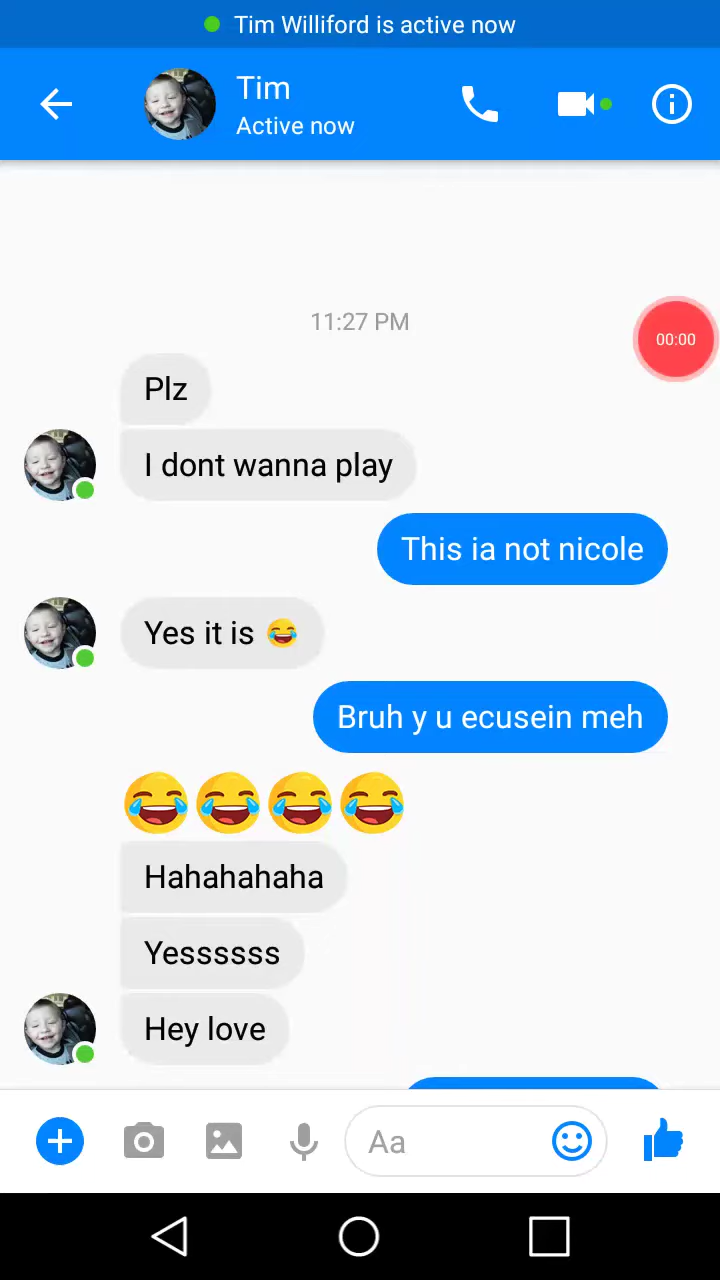 Tim Williford is active now
Tim
Active now
11:27 PM
00:00
Plz
I dont wanna play
This ia not nicole
Yes it is 😂
Bruh y u ecusein meh
😂😂😂😂
Hahahahaha
Yessssss
Hey love
Aa